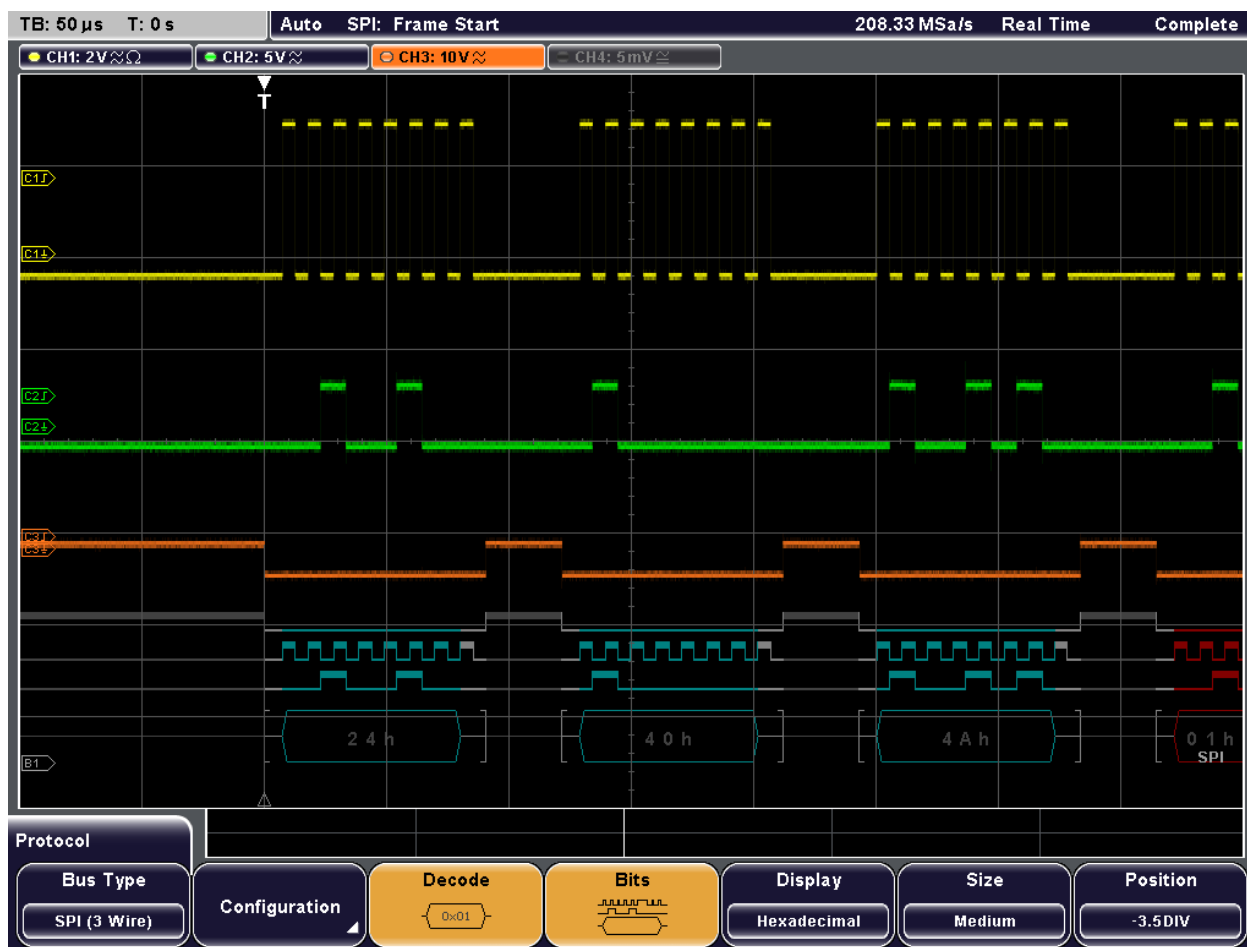 TB: 50 µs T: 0 s Auto SPI: Frame Start 208.33 MSa/s Real Time Complete
CH1: 2V≂Ω CH2: 5V≂ CH3: 10V≂ CH4: 5mV≂
T
C1
C1
C2
C2
C3
C3
24h 40h 4Ah 01h
B1 SPI
Protocol
Bus Type Configuration Decode Bits Display Size Position
SPI (3 Wire) 0x01 Hexadecimal Medium -3.5DIV